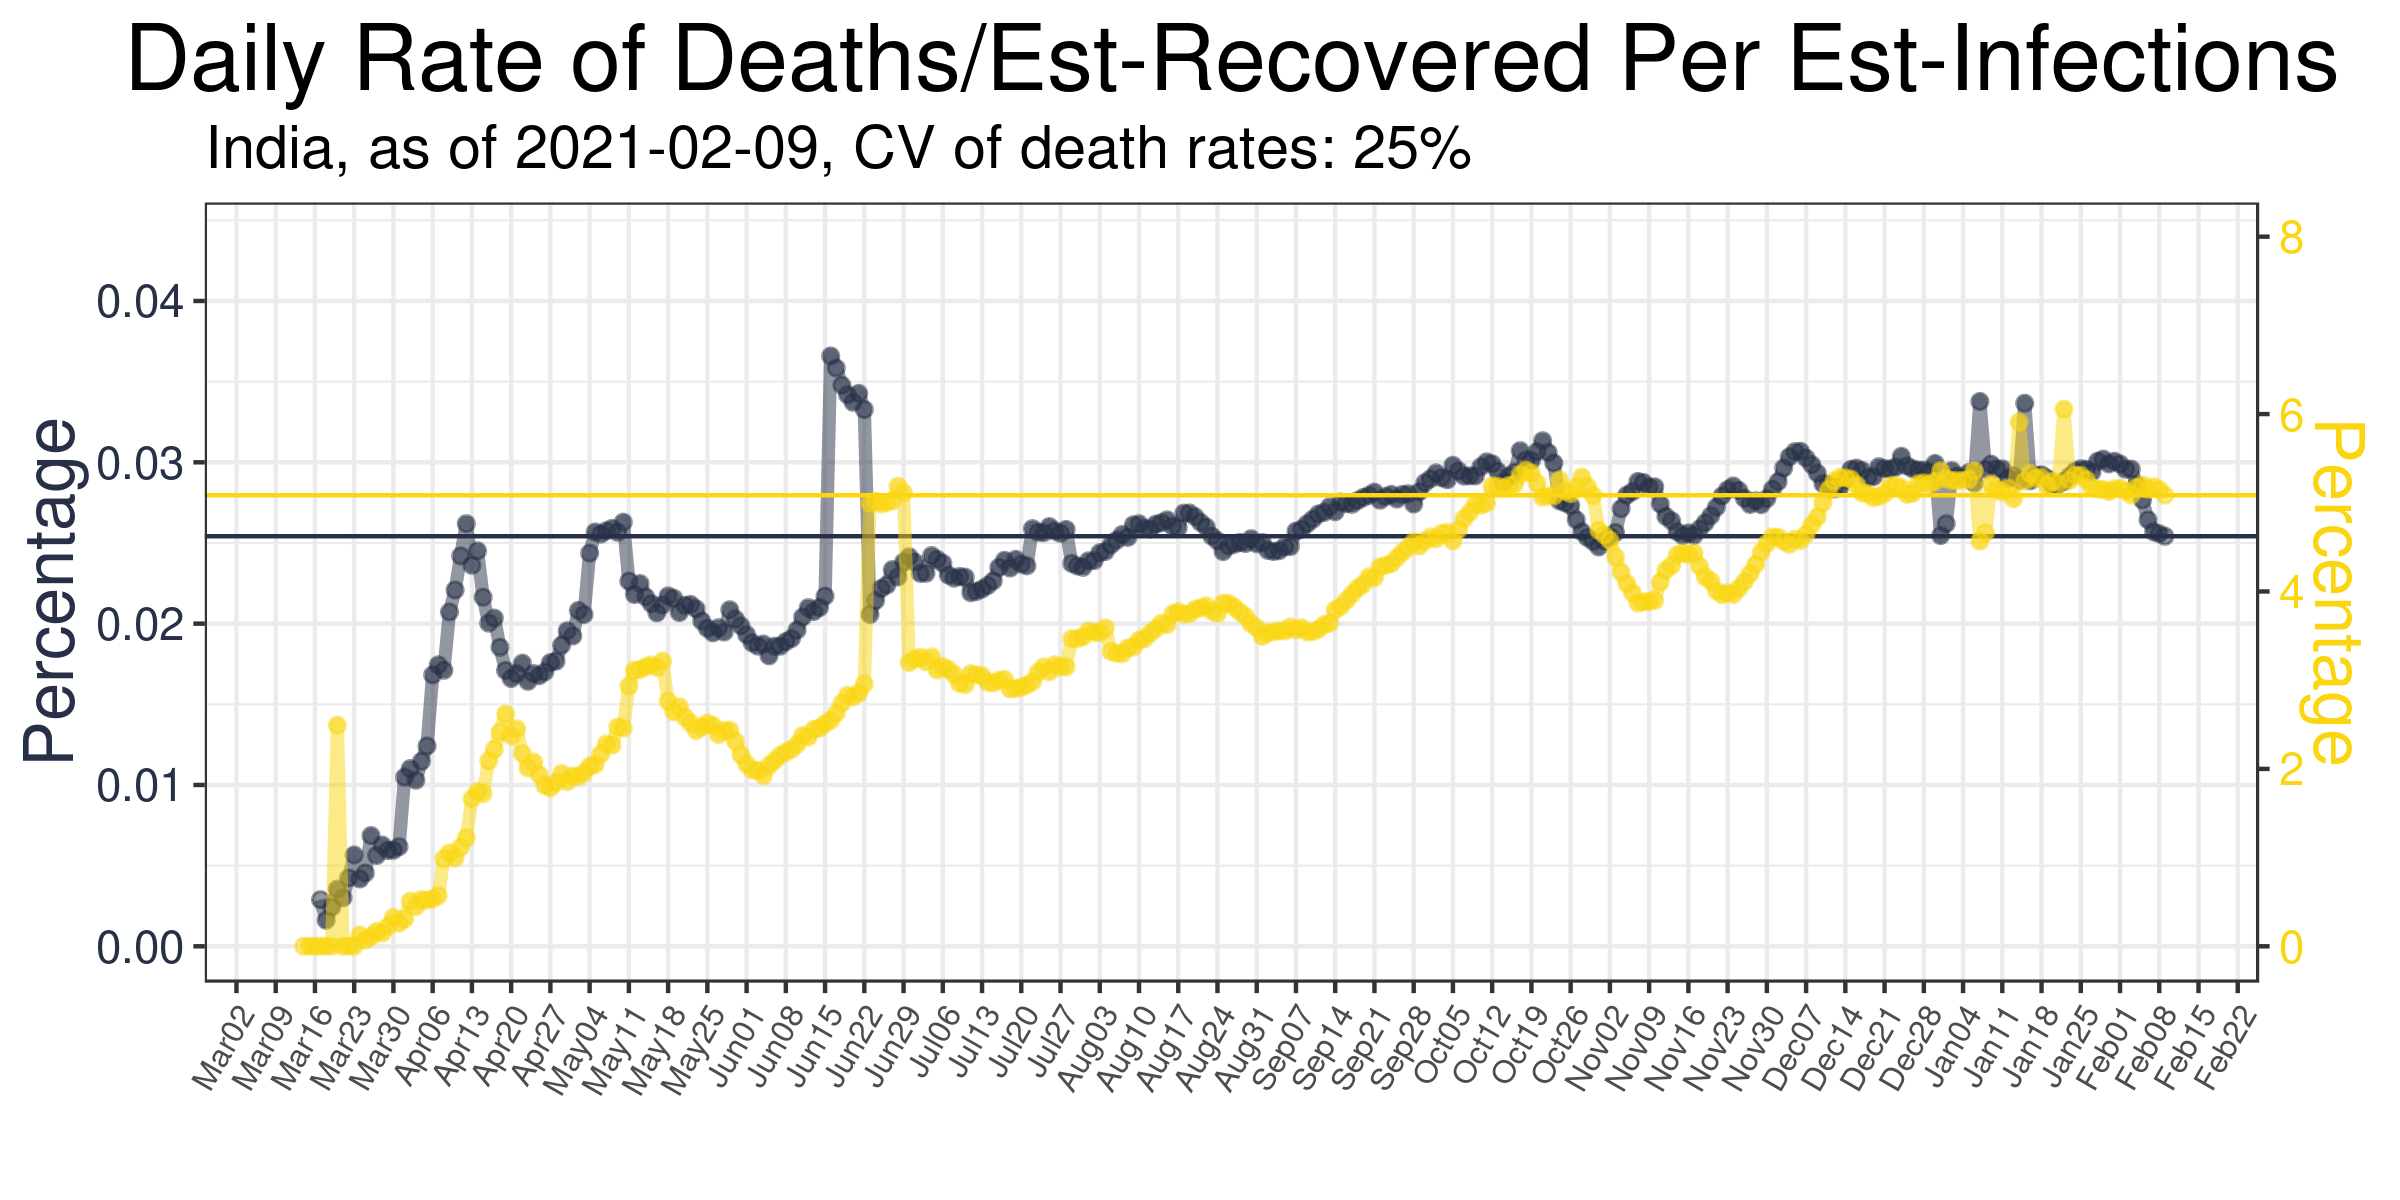 Daily Rate of Deaths/Est-Recovered Per Est-Infections
India, as of 2021-02-09, CV of death rates: 25%
Percentage
0.04
0.03
0.02
0.01
0.00
8
6
4
2
0
Percentage
Mar02 Mar09 Mar16 Mar23 Mar30 Apr06 Apr13 Apr20 Apr27 May04 May11 May18 May25 Jun01 Jun08 Jun15 Jun22 Jun29 Jul06 Jul13 Jul20 Jul27 Aug03 Aug10 Aug17 Aug24 Aug31 Sep07 Sep14 Sep21 Sep28 Oct05 Oct12 Oct19 Oct26 Nov02 Nov09 Nov16 Nov23 Nov30 Dec07 Dec14 Dec21 Dec28 Jan04 Jan11 Jan18 Jan25 Feb01 Feb08 Feb15 Feb22